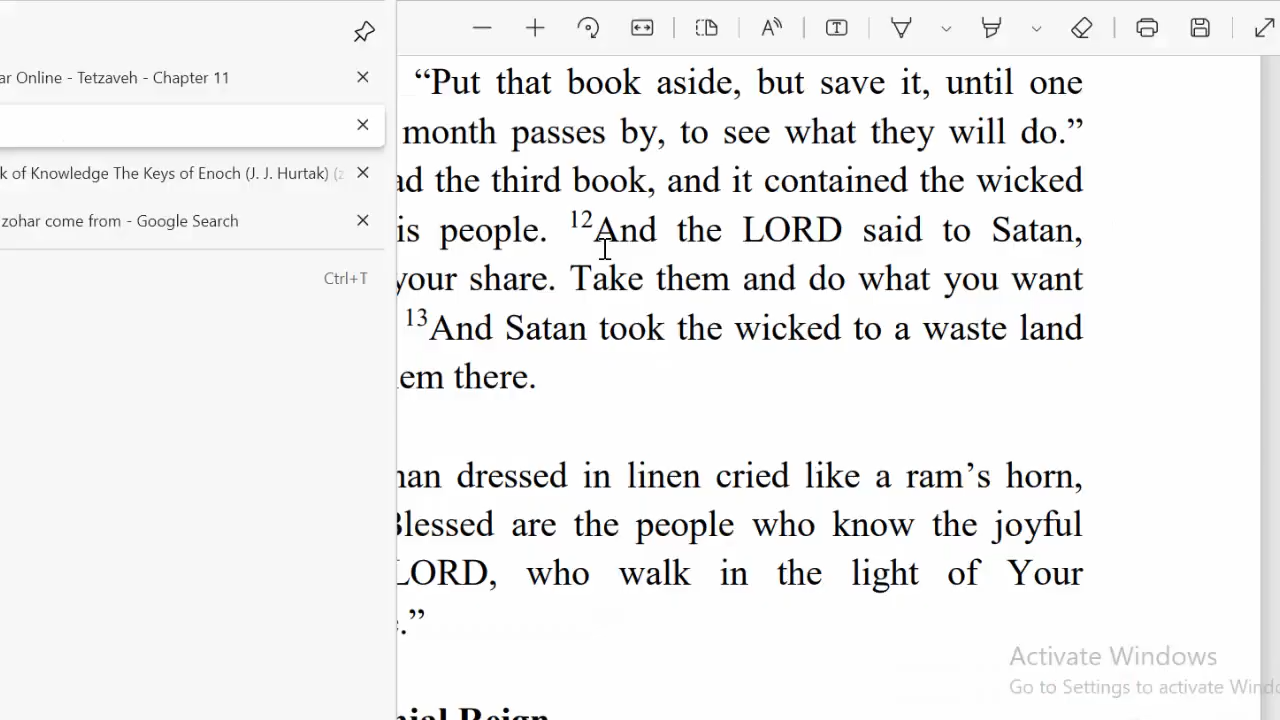 ar Online - Tetzaveh - Chapter 11
k of Knowledge The Keys of Enoch (J. J. Hurtak) (z
zohar come from - Google Search
Ctrl+T
“Put that book aside, but save it, until one
month passes by, to see what they will do.”
ad the third book, and it contained the wicked
is people. 12And the LORD said to Satan,
your share. Take them and do what you want
13And Satan took the wicked to a waste land
em there.
an dressed in linen cried like a ram’s horn,
Blessed are the people who know the joyful
LORD, who walk in the light of Your
.”
nial Reign
Activate Windows
Go to Settings to activate Windo